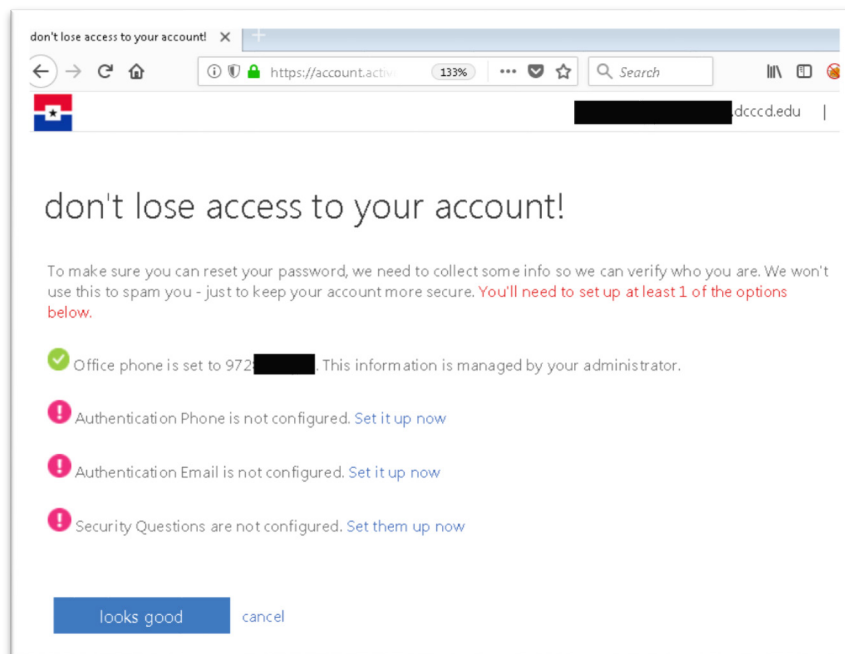 don't lose access to your account!
https://account.activ 133% Search
.dcccd.edu |
don't lose access to your account!
To make sure you can reset your password, we need to collect some info so we can verify who you are. We won't
use this to spam you - just to keep your account more secure. You'll need to set up at least 1 of the options
below.
Office phone is set to 972 . This information is managed by your administrator.
Authentication Phone is not configured. Set it up now
Authentication Email is not configured. Set it up now
Security Questions are not configured. Set them up now
looks good cancel